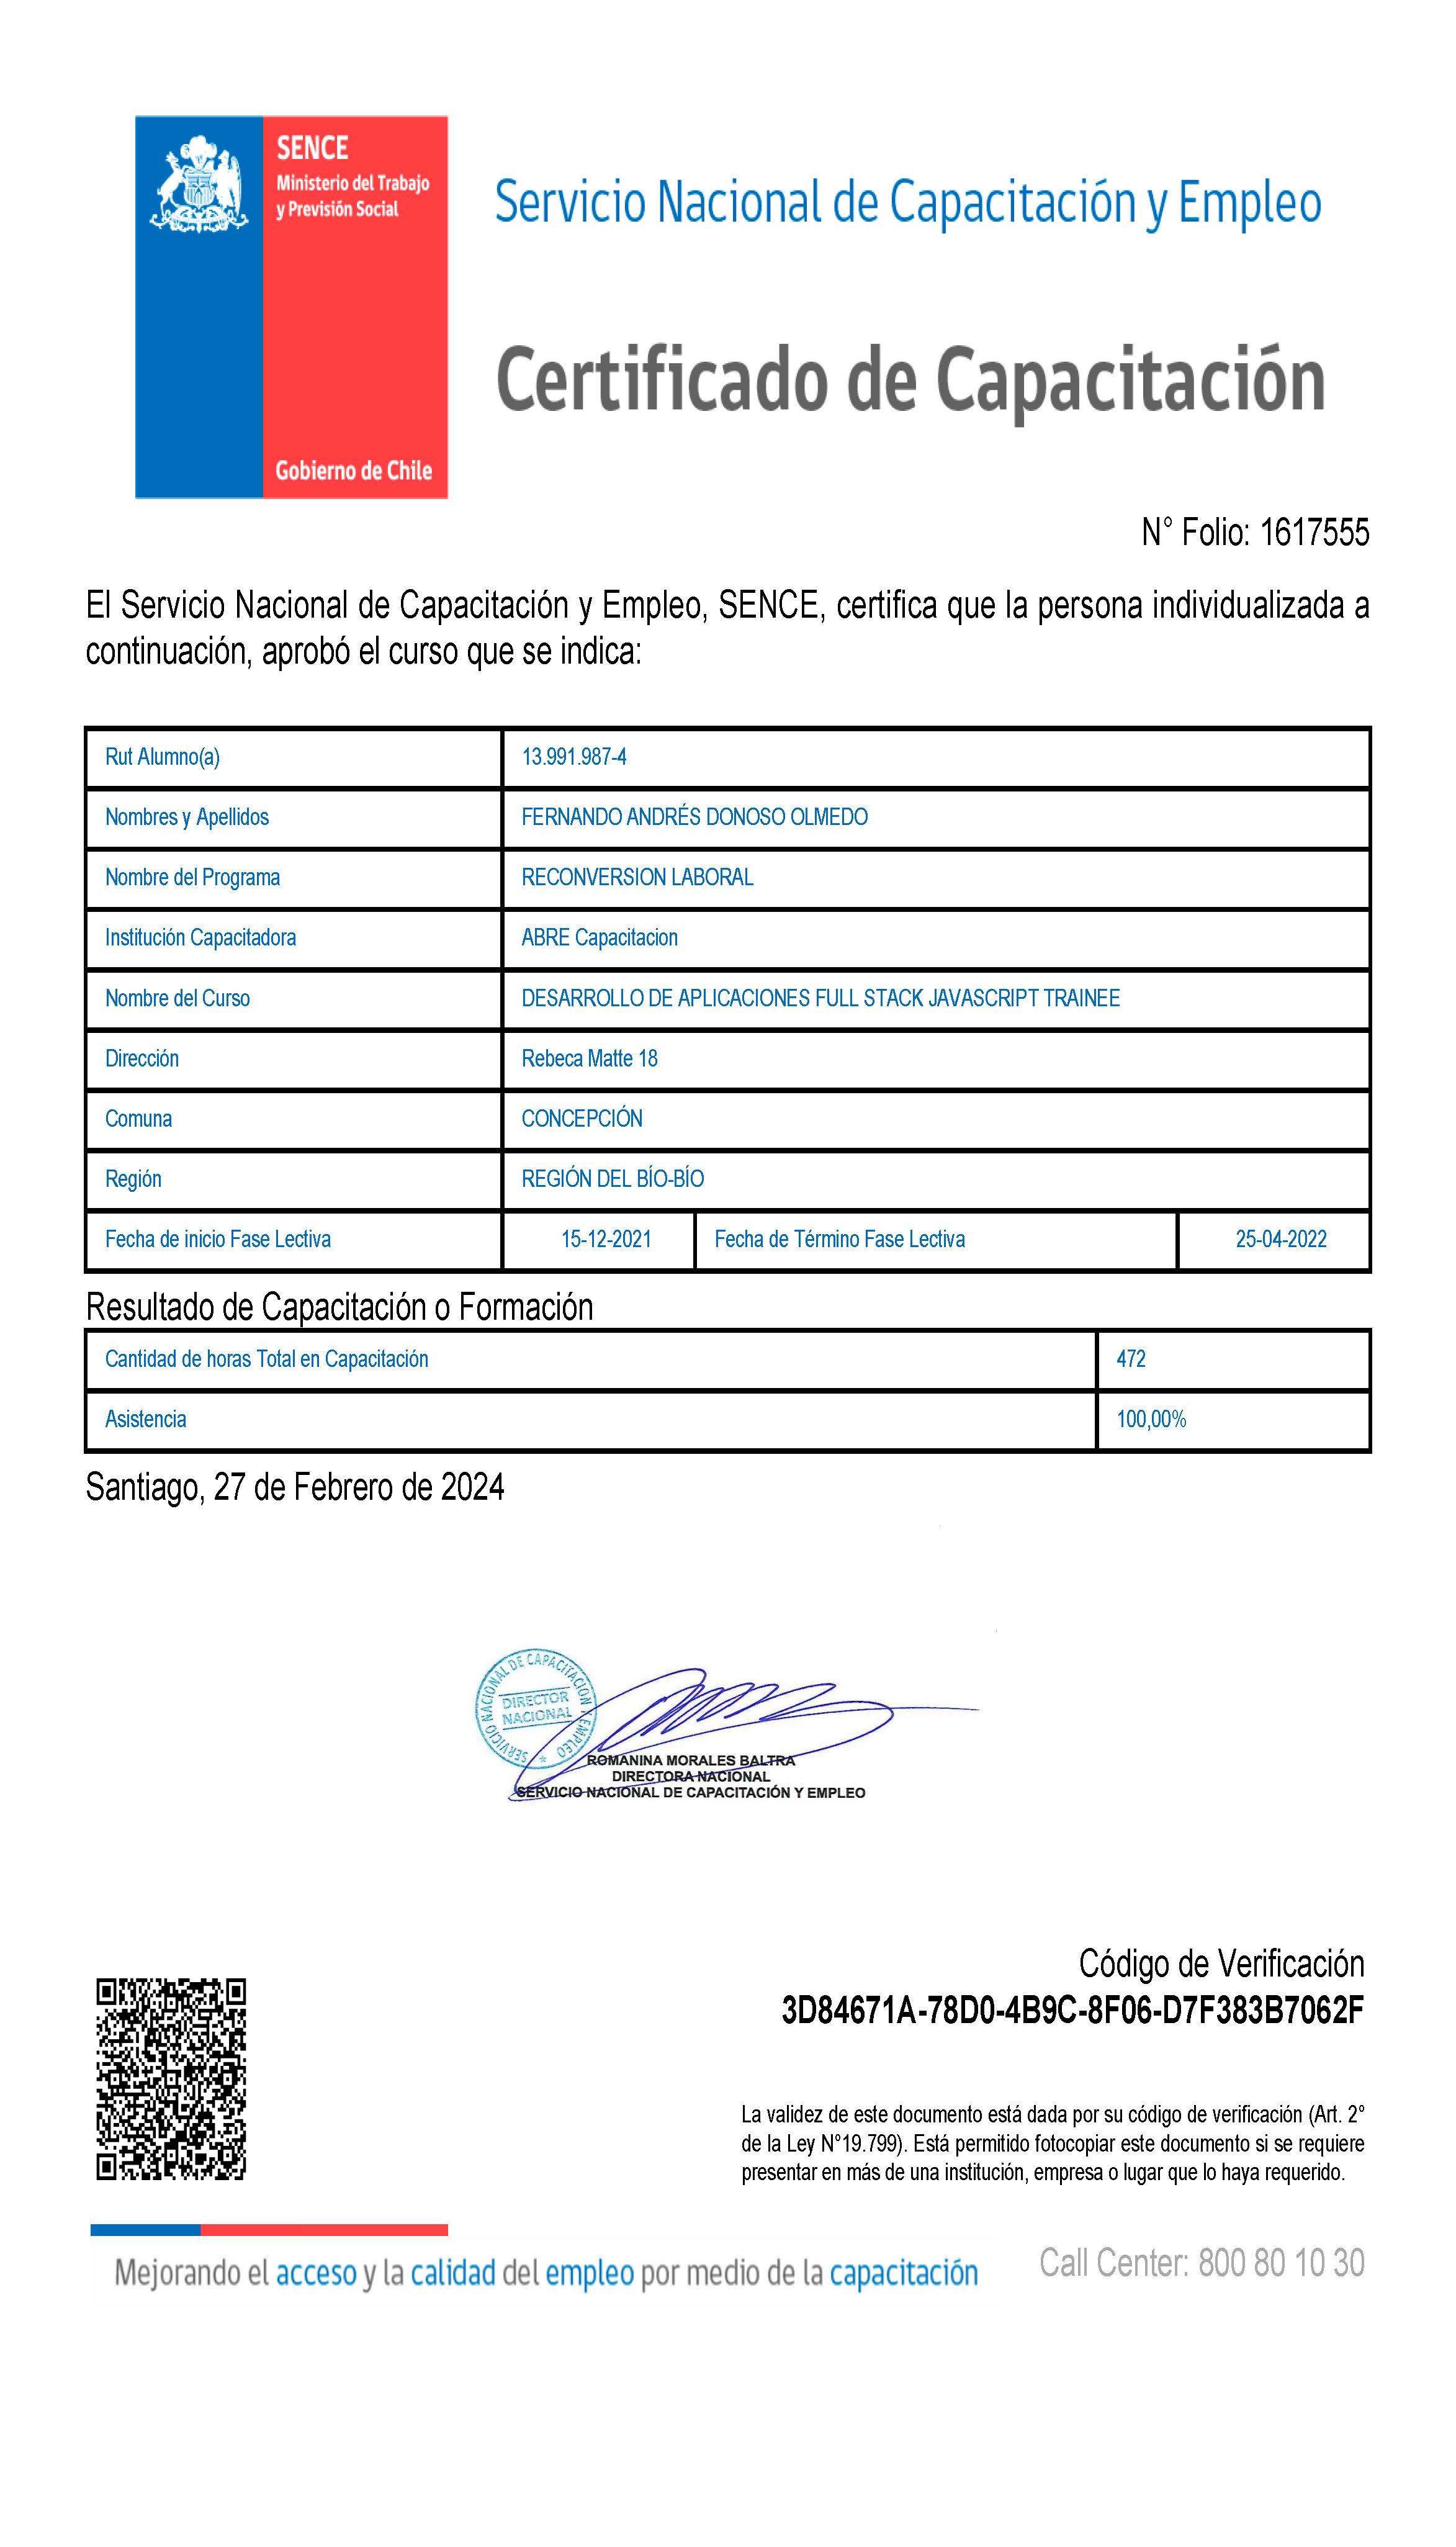 SENCE
Ministerio del Trabajo
y Previsión Social
Gobierno de Chile
Servicio Nacional de Capacitación y Empleo
Certificado de Capacitación
N° Folio: 1617555
El Servicio Nacional de Capacitación y Empleo, SENCE, certifica que la persona individualizada a
continuación, aprobó el curso que se indica:
Rut Alumno(a) 13.991.987-4
Nombres y Apellidos FERNANDO ANDRÉS DONOSO OLMEDO
Nombre del Programa RECONVERSION LABORAL
Institución Capacitadora ABRE Capacitacion
Nombre del Curso DESARROLLO DE APLICACIONES FULL STACK JAVASCRIPT TRAINEE
Dirección Rebeca Matte 18
Comuna CONCEPCIÓN
Región REGIÓN DEL BÍO-BÍO
Fecha de inicio Fase Lectiva 15-12-2021 Fecha de Término Fase Lectiva 25-04-2022
Resultado de Capacitación o Formación
Cantidad de horas Total en Capacitación 472
Asistencia 100,00%
Santiago, 27 de Febrero de 2024
SERVICIO NACIONAL DE CAPACITACION Y EMPLEO
DIRECTOR
NACIONAL
ROMANINA MORALES BALTRA
DIRECTORA NACIONAL
SERVICIO NACIONAL DE CAPACITACIÓN Y EMPLEO
Código de Verificación
3D84671A-78D0-4B9C-8F06-D7F383B7062F
La validez de este documento está dada por su código de verificación (Art. 2°
de la Ley N°19.799). Está permitido fotocopiar este documento si se requiere
presentar en más de una institución, empresa o lugar que lo haya requerido.
Mejorando el acceso y la calidad del empleo por medio de la capacitación
Call Center: 800 80 10 30